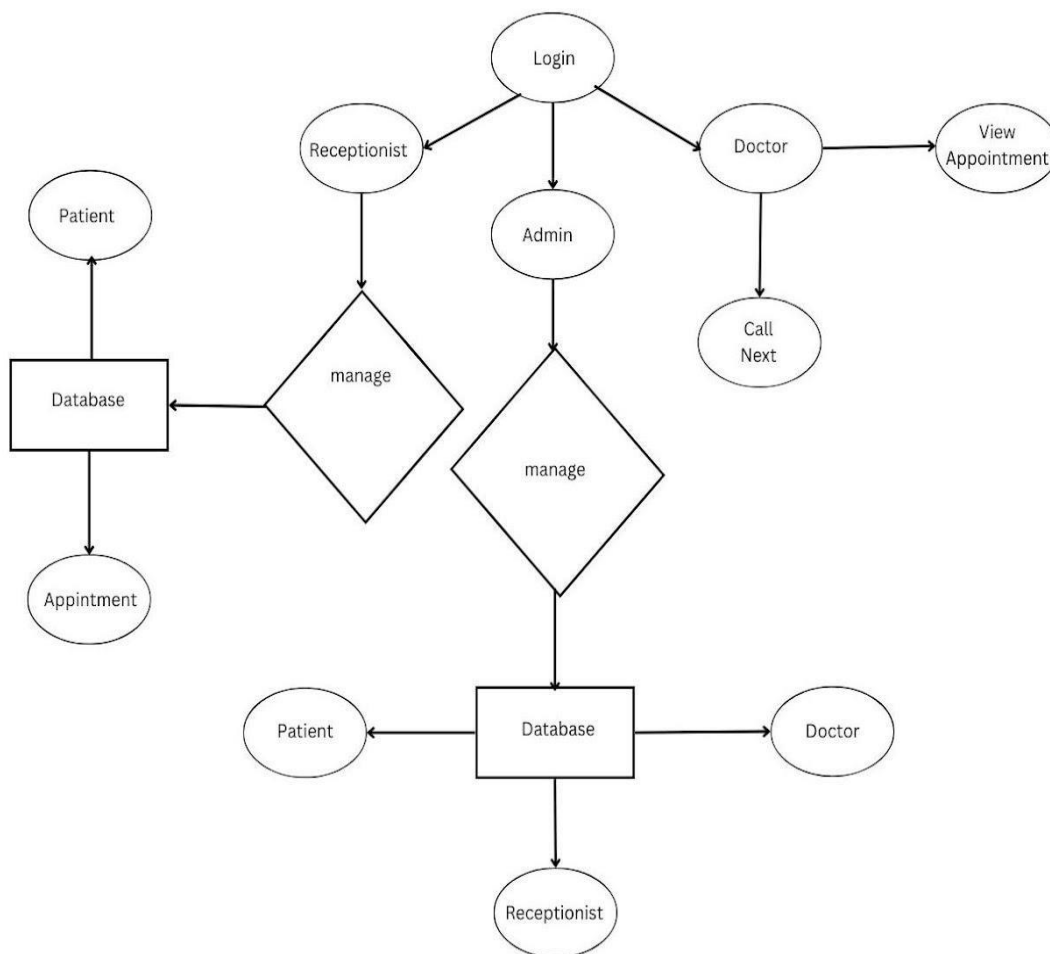 Login
Receptionist
Doctor
View
Appointment
Patient
Admin
Call
Next
manage
Database
manage
Appintment
Patient
Database
Doctor
Receptionist